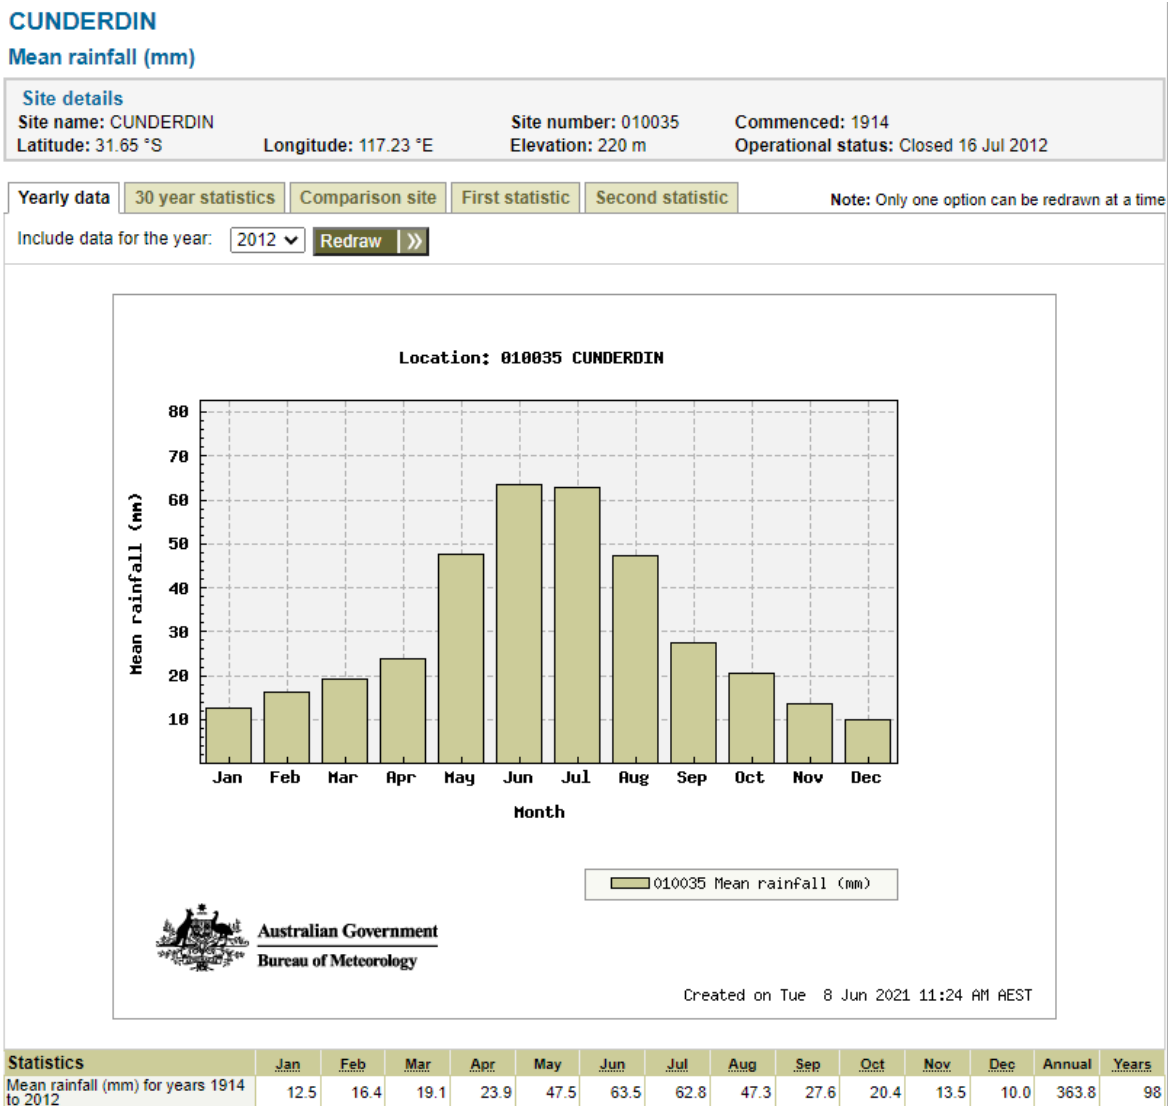 CUNDERDIN
Mean rainfall (mm)
Site details
Site name: CUNDERDIN Site number: 010035 Commenced: 1914
Latitude: 31.65 °S Longitude: 117.23 °E Elevation: 220 m Operational status: Closed 16 Jul 2012
Yearly data 30 year statistics Comparison site First statistic Second statistic Note: Only one option can be redrawn at a time
Include data for the year: 2012 Redraw
Location: 010035 CUNDERDIN
Mean rainfall (mm)
80
70
60
50
40
30
20
10
Jan Feb Mar Apr May Jun Jul Aug Sep Oct Nov Dec
Month
010035 Mean rainfall (mm)
Australian Government
Bureau of Meteorology
Created on Tue 8 Jun 2021 11:24 AM AEST
Statistics Jan Feb Mar Apr May Jun Jul Aug Sep Oct Nov Dec Annual Years
Mean rainfall (mm) for years 1914 to 2012 12.5 16.4 19.1 23.9 47.5 63.5 62.8 47.3 27.6 20.4 13.5 10.0 363.8 98